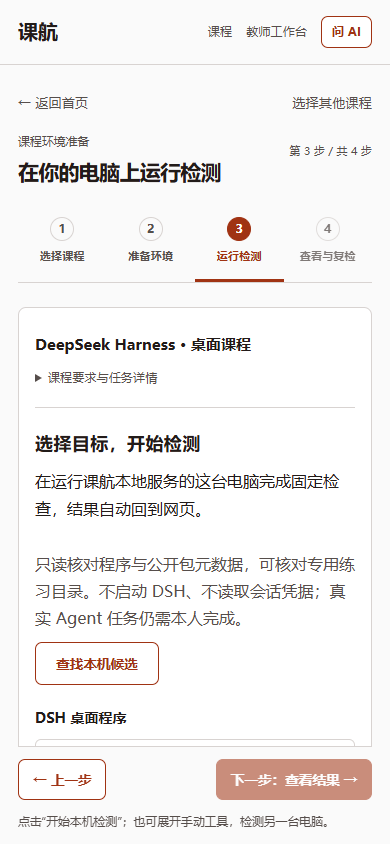 课航
课程 教师工作台 问 AI
← 返回首页 选择其他课程
课程环境准备
在你的电脑上运行检测
第 3 步 / 共 4 步
1 2 3 4
选择课程 准备环境 运行检测 查看与复检
DeepSeek Harness · 桌面课程
▶ 课程要求与任务详情
选择目标，开始检测
在运行课航本地服务的这台电脑完成固定检
查，结果自动回到网页。
只读核对程序与公开包元数据，可核对专用练
习目录。不启动 DSH、不读取会话凭据；真
实 Agent 任务仍需本人完成。
查找本机候选
DSH 桌面程序
← 上一步 下一步：查看结果 →
点击“开始本机检测”；也可展开手动工具，检测另一台电脑。